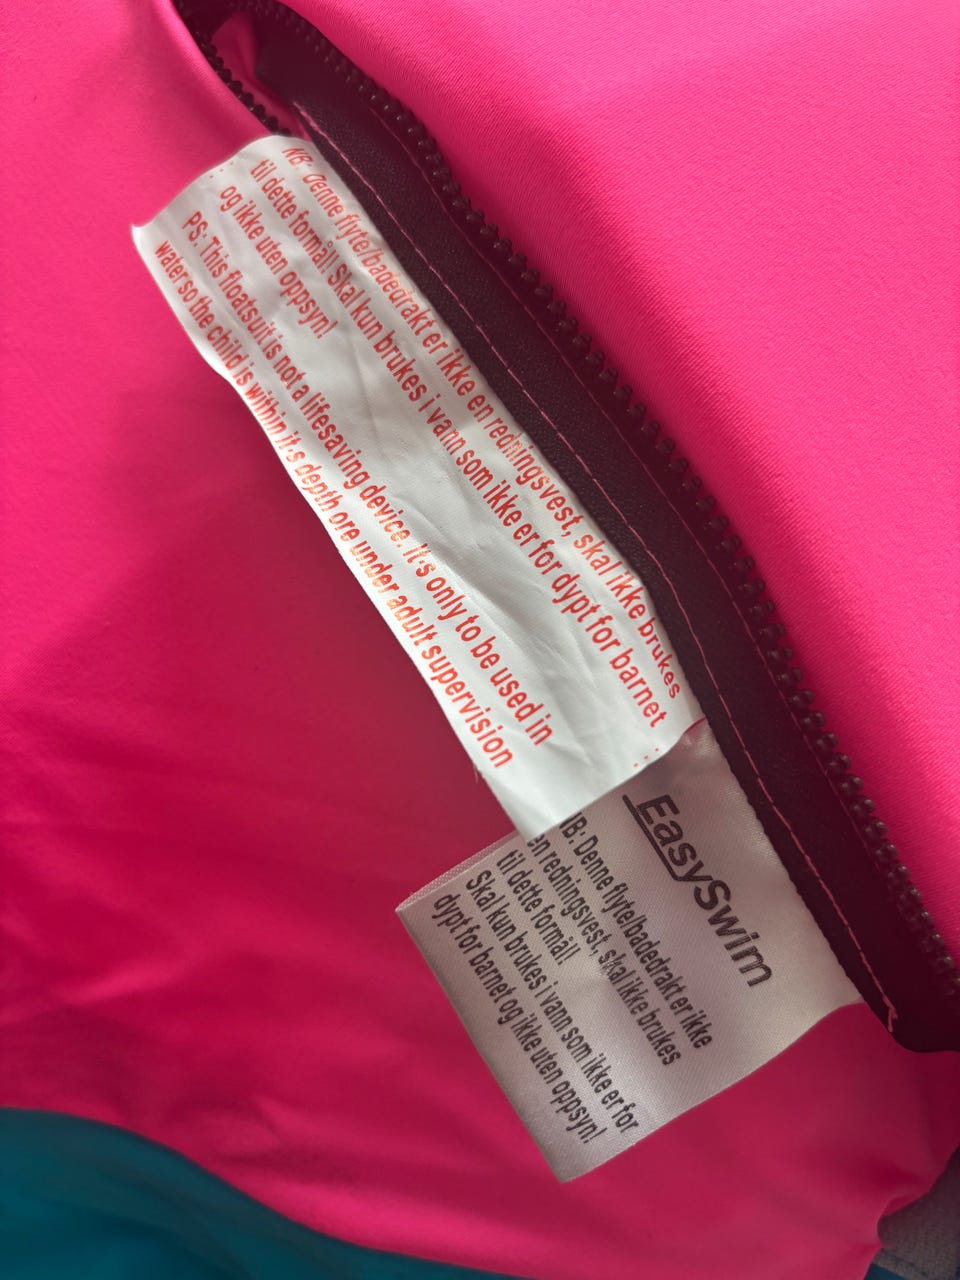 NB: Denne flyte/badedrakt er ikke en redningsvest, skal ikke brukes
til dette formål! Skal kun brukes i vann som ikke er for dypt for barnet
og ikke uten oppsyn!
PS: This floatsuit is not a lifesaving device. It's only to be used in
water so the child is within it's depth ore under adult supervision
EasySwim
NB: Denne flyte/badedrakt er ikke
en redningsvest, skal ikke brukes
til dette formål!
Skal kun brukes i vann som ikke er for
dypt for barnet og ikke uten oppsyn!